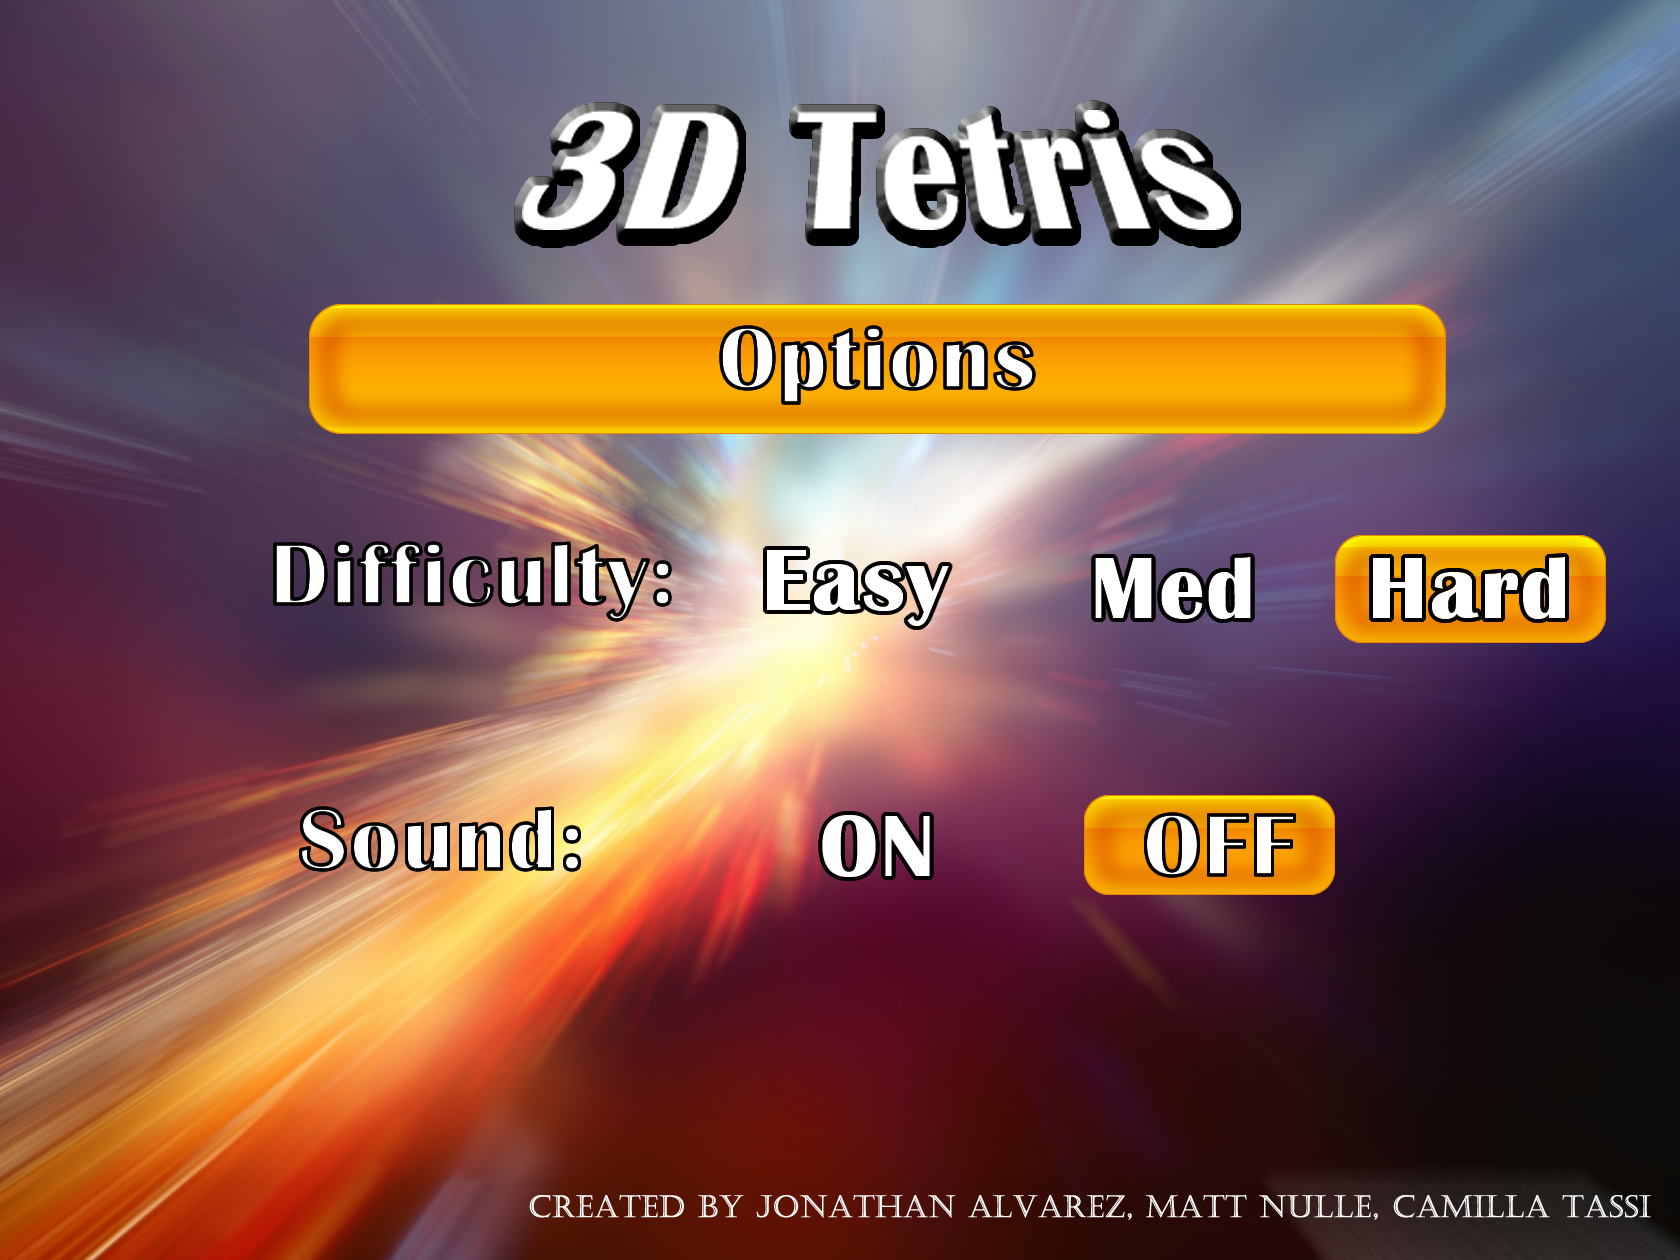 3D Tetris
Options
Difficulty: Easy Med Hard
Sound: ON OFF
CREATED BY JONATHAN ALVAREZ, MATT NULLE, CAMILLA TASSI